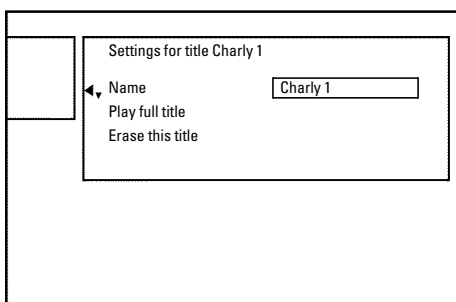 Settings for title Charly 1
Name Charly 1
Play full title
Erase this title